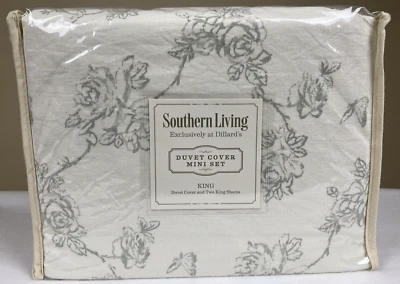 Southern Living
Exclusively at Dillard's
DUVET COVER
MINI SET
KING
Duvet Cover and Two King Shams